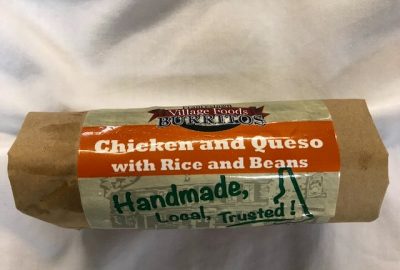 Village Foods
BURRITOS
Chicken and Queso
with Rice and Beans
Handmade,
Local, Trusted!